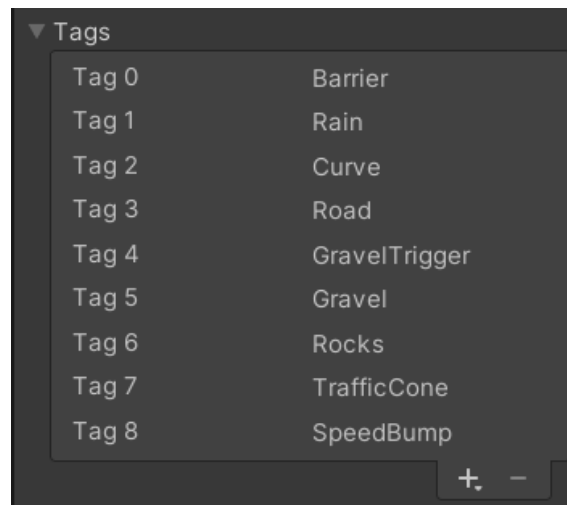 Tags
Tag 0 Barrier
Tag 1 Rain
Tag 2 Curve
Tag 3 Road
Tag 4 GravelTrigger
Tag 5 Gravel
Tag 6 Rocks
Tag 7 TrafficCone
Tag 8 SpeedBump